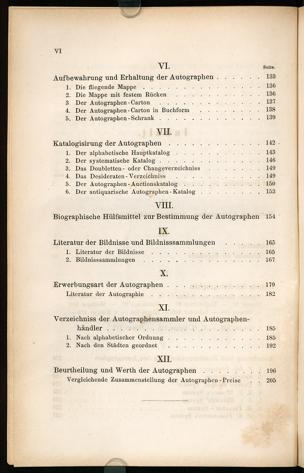 VI
VI.
Seite.
Aufbewahrung und Erhaltung der Autographen . . . . . . 133
1. Die fliegende Mappe . . . . . . . . . . 136
2. Die Mappe mit festem Rücken . . . . . . . . 136
3 Der Autographen-Carton . . . . . . . . . 137
4. Der Autographen-Carton in Buchform . . . . . . 138
5. Der Autographen-Schrank . . . . . . . . . 139
VII.
Katalogisirung der Autographen . . . . . . . . . 142
1. Der alphabetische Hauptkatalog . . . . . . . 143
2. Der systematische Katalog . . . . . . . . . 146
3. Das Doubletten- oder Changeverzeichniss . . . . . 149
4. Das Desideraten-Verzeichniss . . . . . . . . 149
5. Der Autographen-Auctionskatalog . . . . . . . 150
6. Der antiquarische Autographen-Katalog . . . . . . 153
VIII.
Biographische Hülfsmittel zur Bestimmung der Autographen 154
IX.
Literatur der Bildnisse und Bildnisssammlungen . . . . . 165
1. Literatur der Bildnisse . . . . . . . . . . 165
2. Bildnisssammlungen . . . . . . . . . . 167
X.
Erwerbungsart der Autographen . . . . . . . . . 179
Literatur der Autographie . . . . . . . . . . 182
XI.
Verzeichniss der Autographensammler und Autographen-
händler . . . . . . . . . . . . . . 185
1. Nach alphabetischer Ordnung . . . . . . . . 185
2. Nach den Städten geordnet . . . . . . . . . 192
XII.
Beurtheilung und Werth der Autographen . . . . . . . 196
Vergleichende Zusammenstellung der Autographen-Preise . . 205